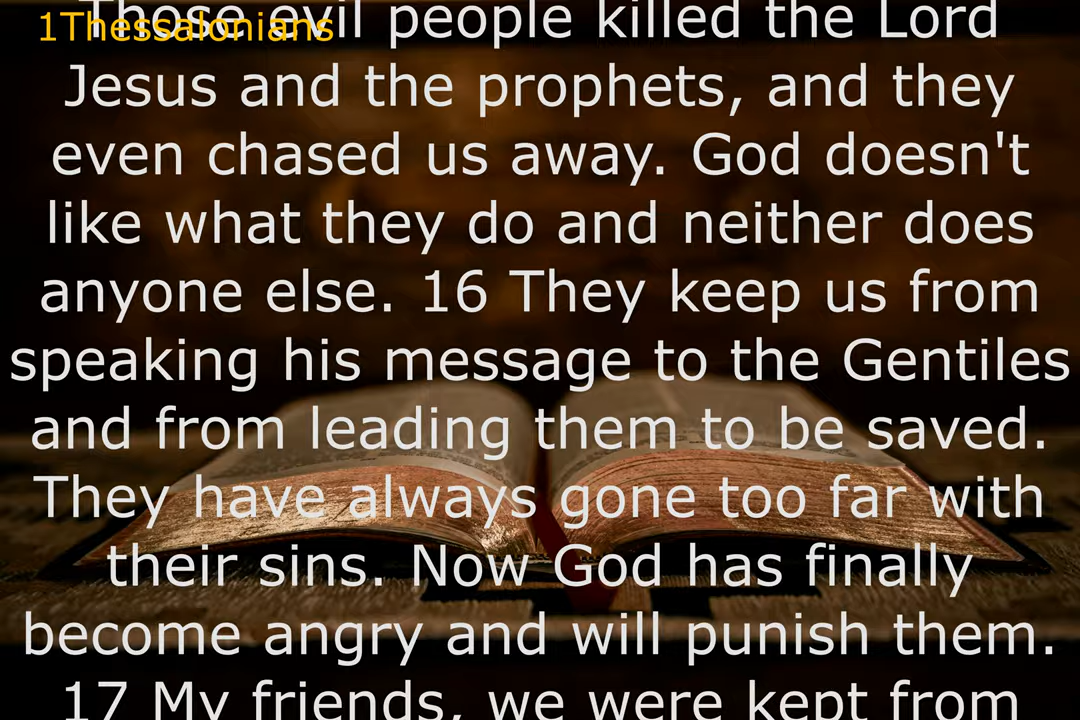 1Thessalonians
Those evil people killed the Lord
Jesus and the prophets, and they
even chased us away. God doesn't
like what they do and neither does
anyone else. 16 They keep us from
speaking his message to the Gentiles
and from leading them to be saved.
They have always gone too far with
their sins. Now God has finally
become angry and will punish them.
17 My friends, we were kept from